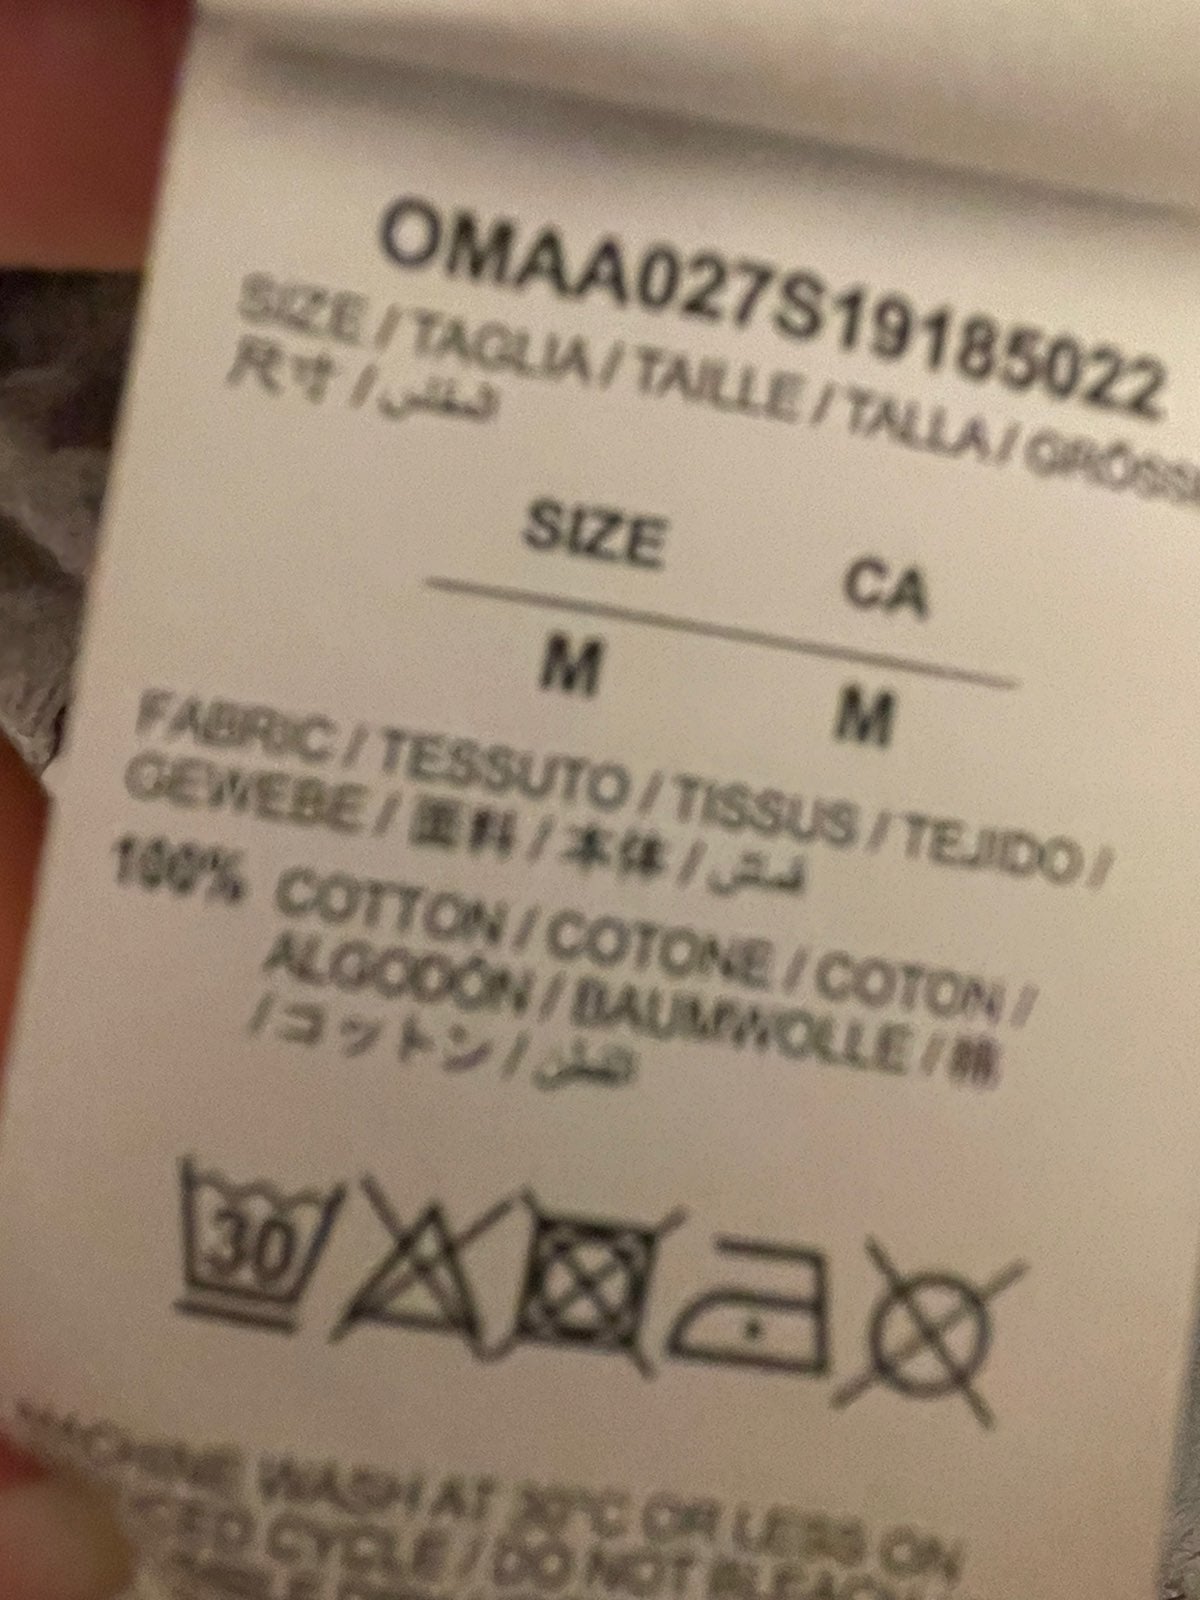 OMAA027S19185022
SIZE / TAGLIA / TAILLE / TALLA / GRÖSSE
尺寸 /
SIZE CA
M M
FABRIC / TESSUTO / TISSUS / TEJIDO /
GEWEBE / 面料 / 本体 /
100% COTTON / COTONE / COTON /
ALGODÓN / BAUMWOLLE / 棉
/ コットン /
30
MACHINE WASH AT 30°C OR LESS ON
CYCLE / DO NOT BLEACH